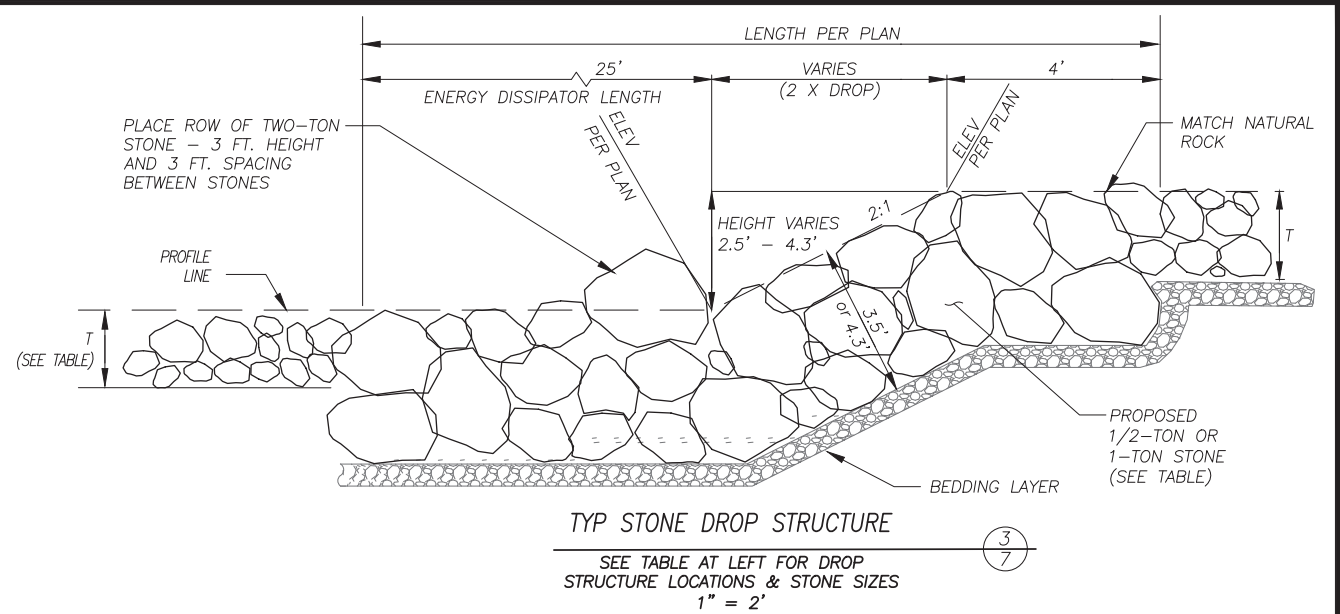 LENGTH PER PLAN
25'
VARIES
(2 X DROP)
4'
ENERGY DISSIPATOR LENGTH
PLACE ROW OF TWO-TON
STONE - 3 FT. HEIGHT
AND 3 FT. SPACING
BETWEEN STONES
ELEV
PER PLAN
ELEV
PER PLAN
MATCH NATURAL
ROCK
HEIGHT VARIES
2.5' - 4.3'
2:1
T
PROFILE
LINE
T
(SEE TABLE)
3.5'
or 4.3'
PROPOSED
1/2-TON OR
1-TON STONE
(SEE TABLE)
BEDDING LAYER
TYP STONE DROP STRUCTURE
3
7
SEE TABLE AT LEFT FOR DROP
STRUCTURE LOCATIONS & STONE SIZES
1" = 2'